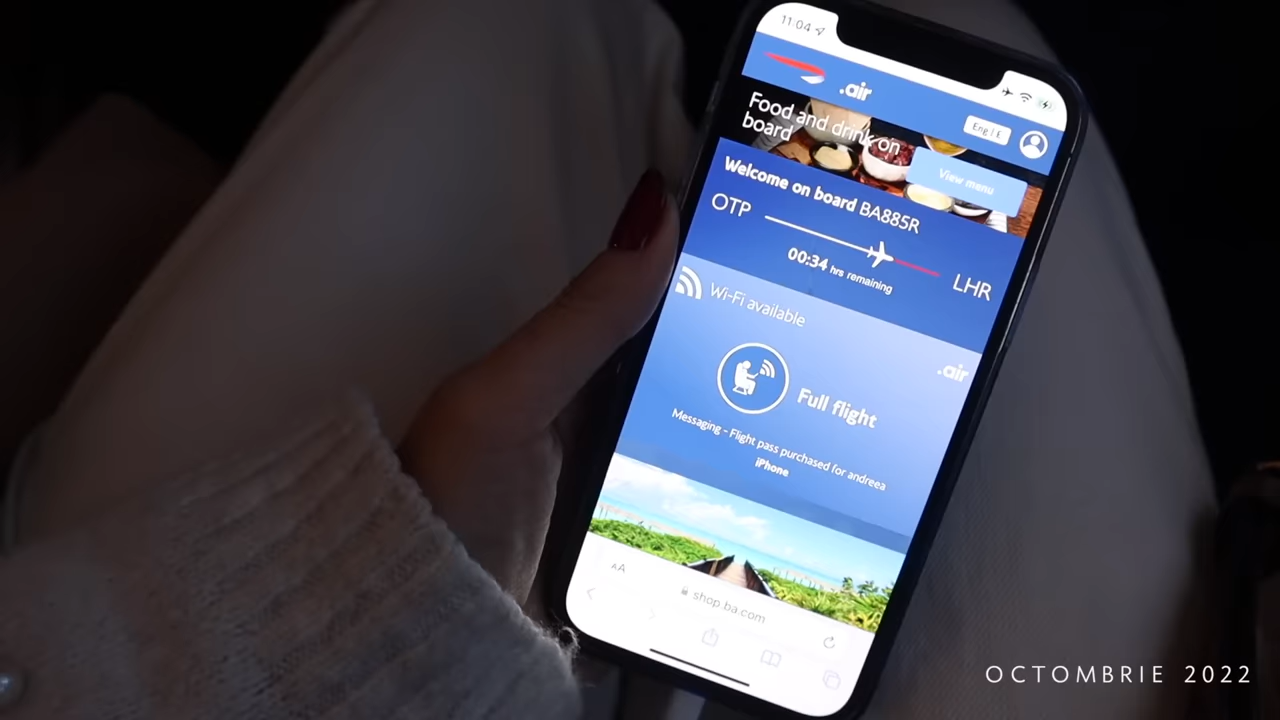 11:04
.air
Eng / £
Food and drink on
board
View menu
Welcome on board BA885R
OTP
00:34 hrs remaining
LHR
Wi-Fi available
.air
Full flight
Messaging - Flight pass purchased for andreea
iPhone
AA
shop.ba.com
OCTOMBRIE 2022